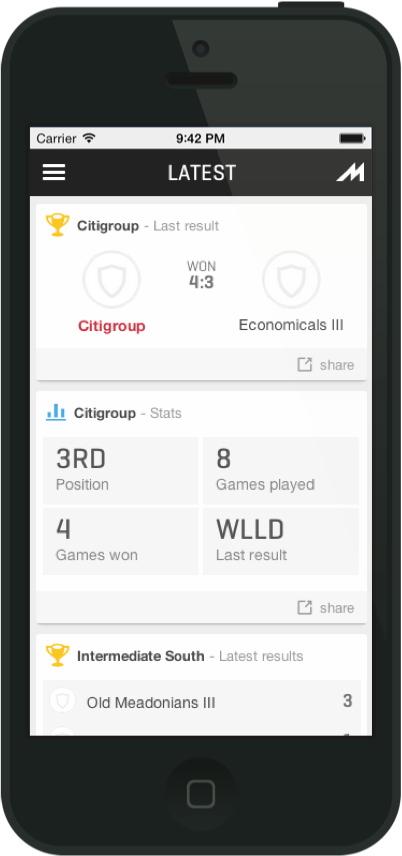 Carrier 9:42 PM
LATEST
Citigroup - Last result
WON
4:3
Citigroup Economicals III
share
Citigroup - Stats
3RD 8
Position Games played
4 WLLD
Games won Last result
share
Intermediate South - Latest results
Old Meadonians III 3